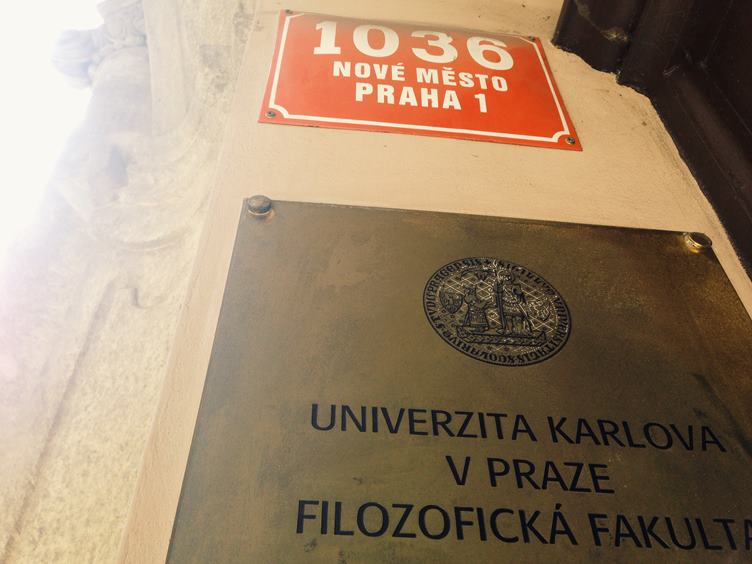 1036
NOVÉ MĚSTO
PRAHA 1
UNIVERZITA KARLOVA
V PRAZE
FILOZOFICKÁ FAKULTA